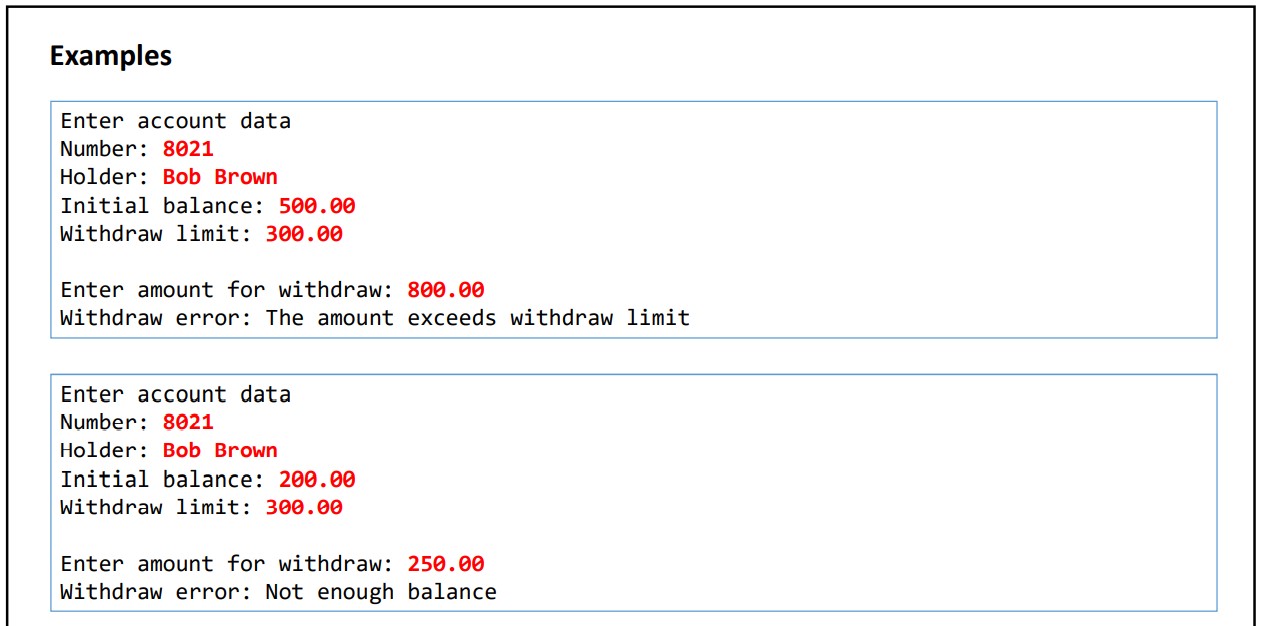 Examples
Enter account data
Number: 8021
Holder: Bob Brown
Initial balance: 500.00
Withdraw limit: 300.00
Enter amount for withdraw: 800.00
Withdraw error: The amount exceeds withdraw limit
Enter account data
Number: 8021
Holder: Bob Brown
Initial balance: 200.00
Withdraw limit: 300.00
Enter amount for withdraw: 250.00
Withdraw error: Not enough balance